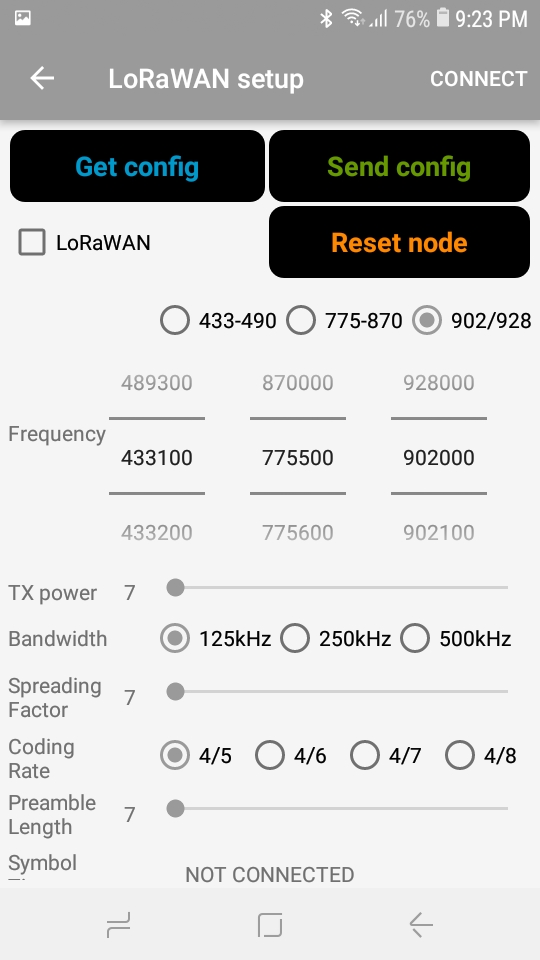 76% 9:23 PM
LoRaWAN setup CONNECT
Get config Send config
LoRaWAN Reset node
433-490 775-870 902/928
489300 870000 928000
Frequency
433100 775500 902000
433200 775600 902100
TX power 7
Bandwidth 125kHz 250kHz 500kHz
Spreading
Factor 7
Coding
Rate 4/5 4/6 4/7 4/8
Preamble
Length 7
Symbol
NOT CONNECTED